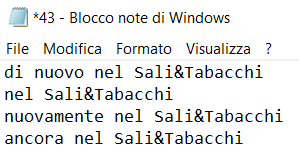 *43 - Blocco note di Windows
File Modifica Formato Visualizza ?
di nuovo nel Sali&Tabacchi
nel Sali&Tabacchi
nuovamente nel Sali&Tabacchi
ancora nel Sali&Tabacchi